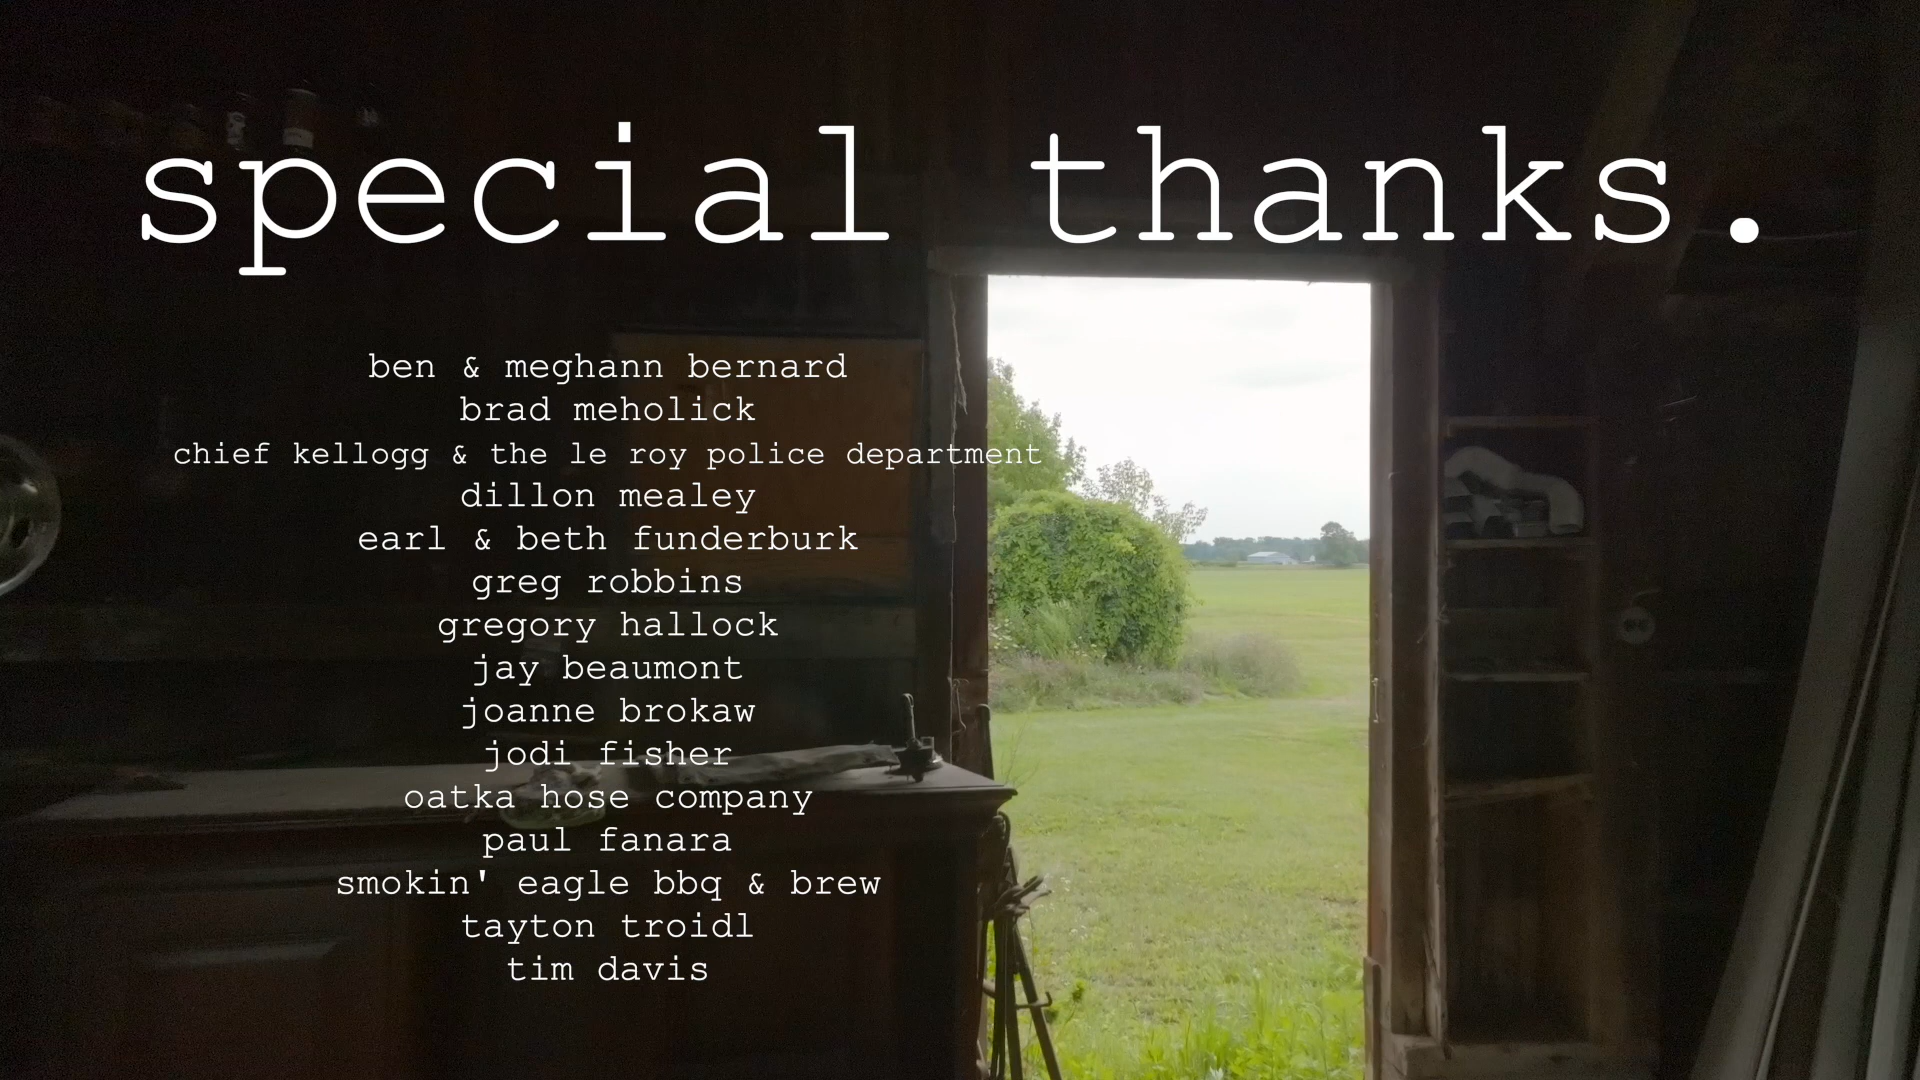 special thanks.
ben & meghann bernard
brad meholick
chief kellogg & the le roy police department
dillon mealey
earl & beth funderburk
greg robbins
gregory hallock
jay beaumont
joanne brokaw
jodi fisher
oatka hose company
paul fanara
smokin' eagle bbq & brew
tayton troidl
tim davis